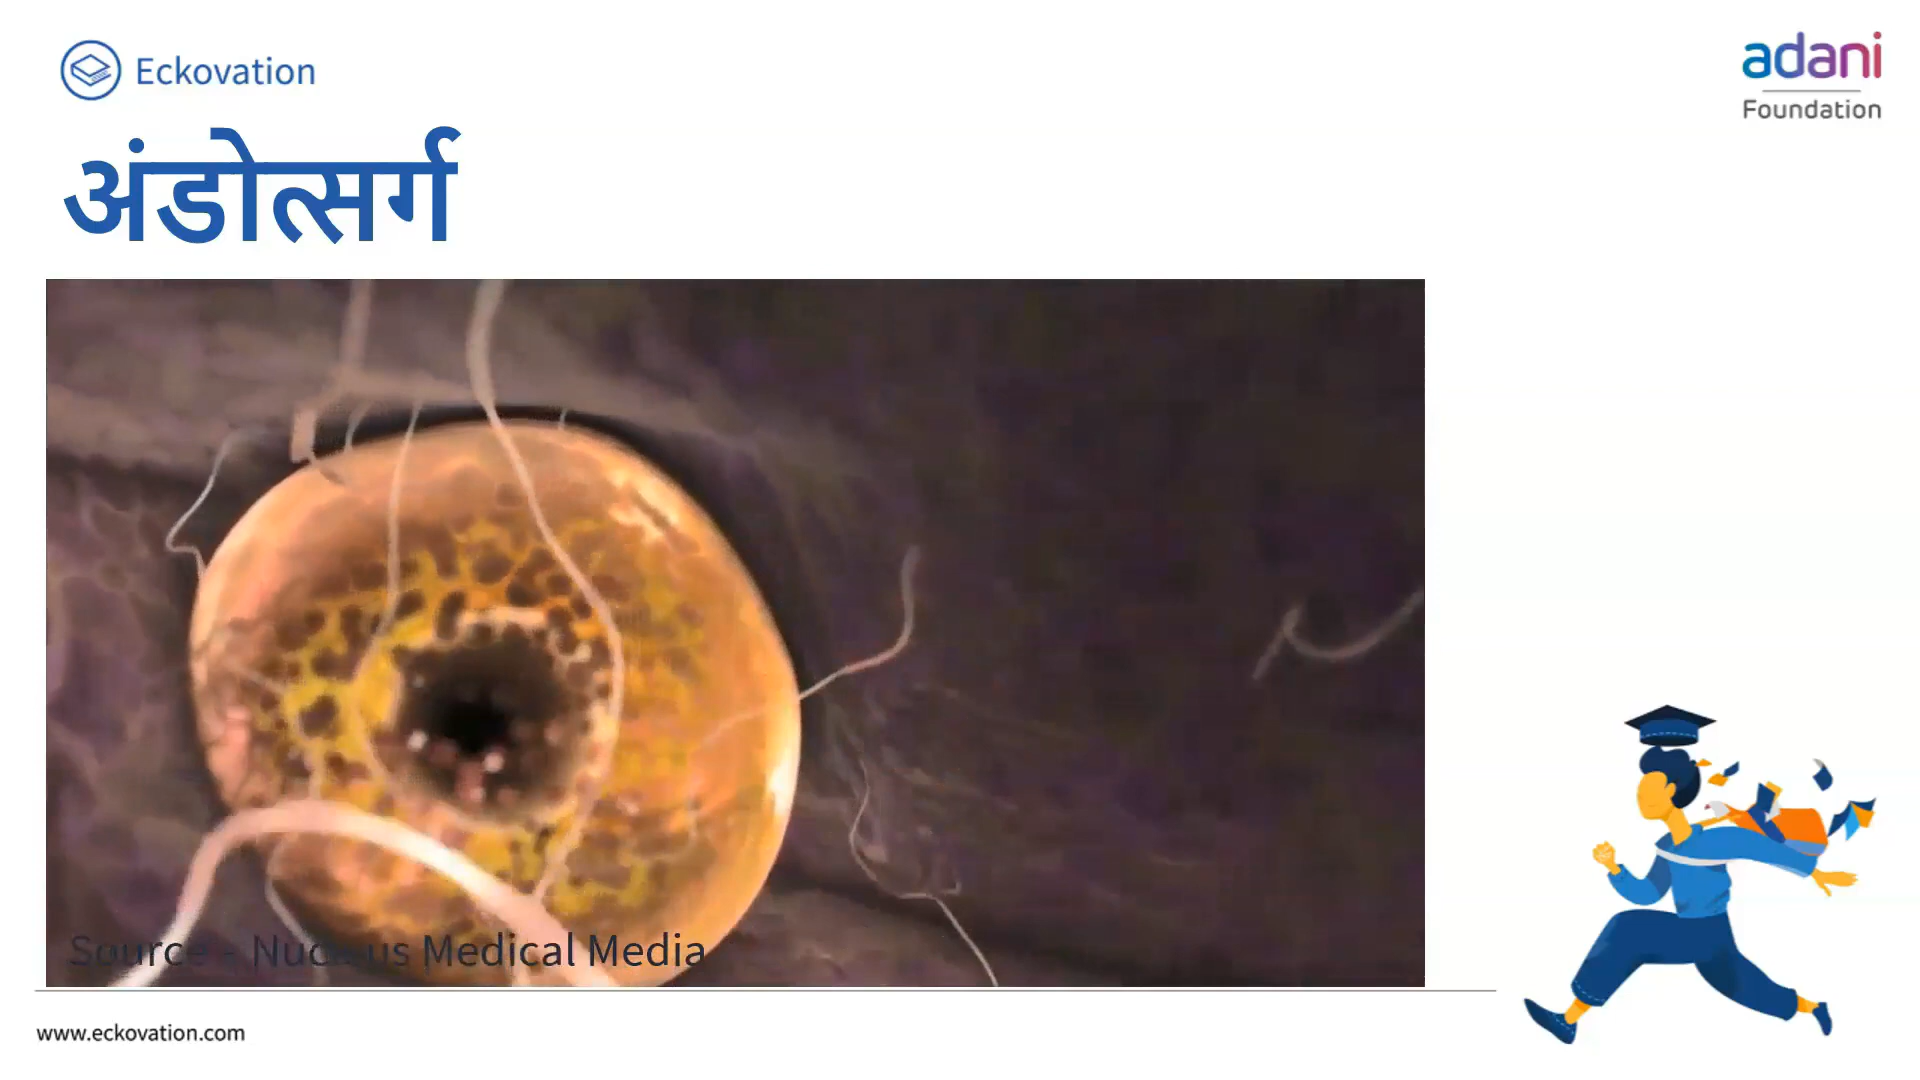 Eckovation
adani
Foundation
अंडोत्सर्ग
Source - Nucleus Medical Media
www.eckovation.com